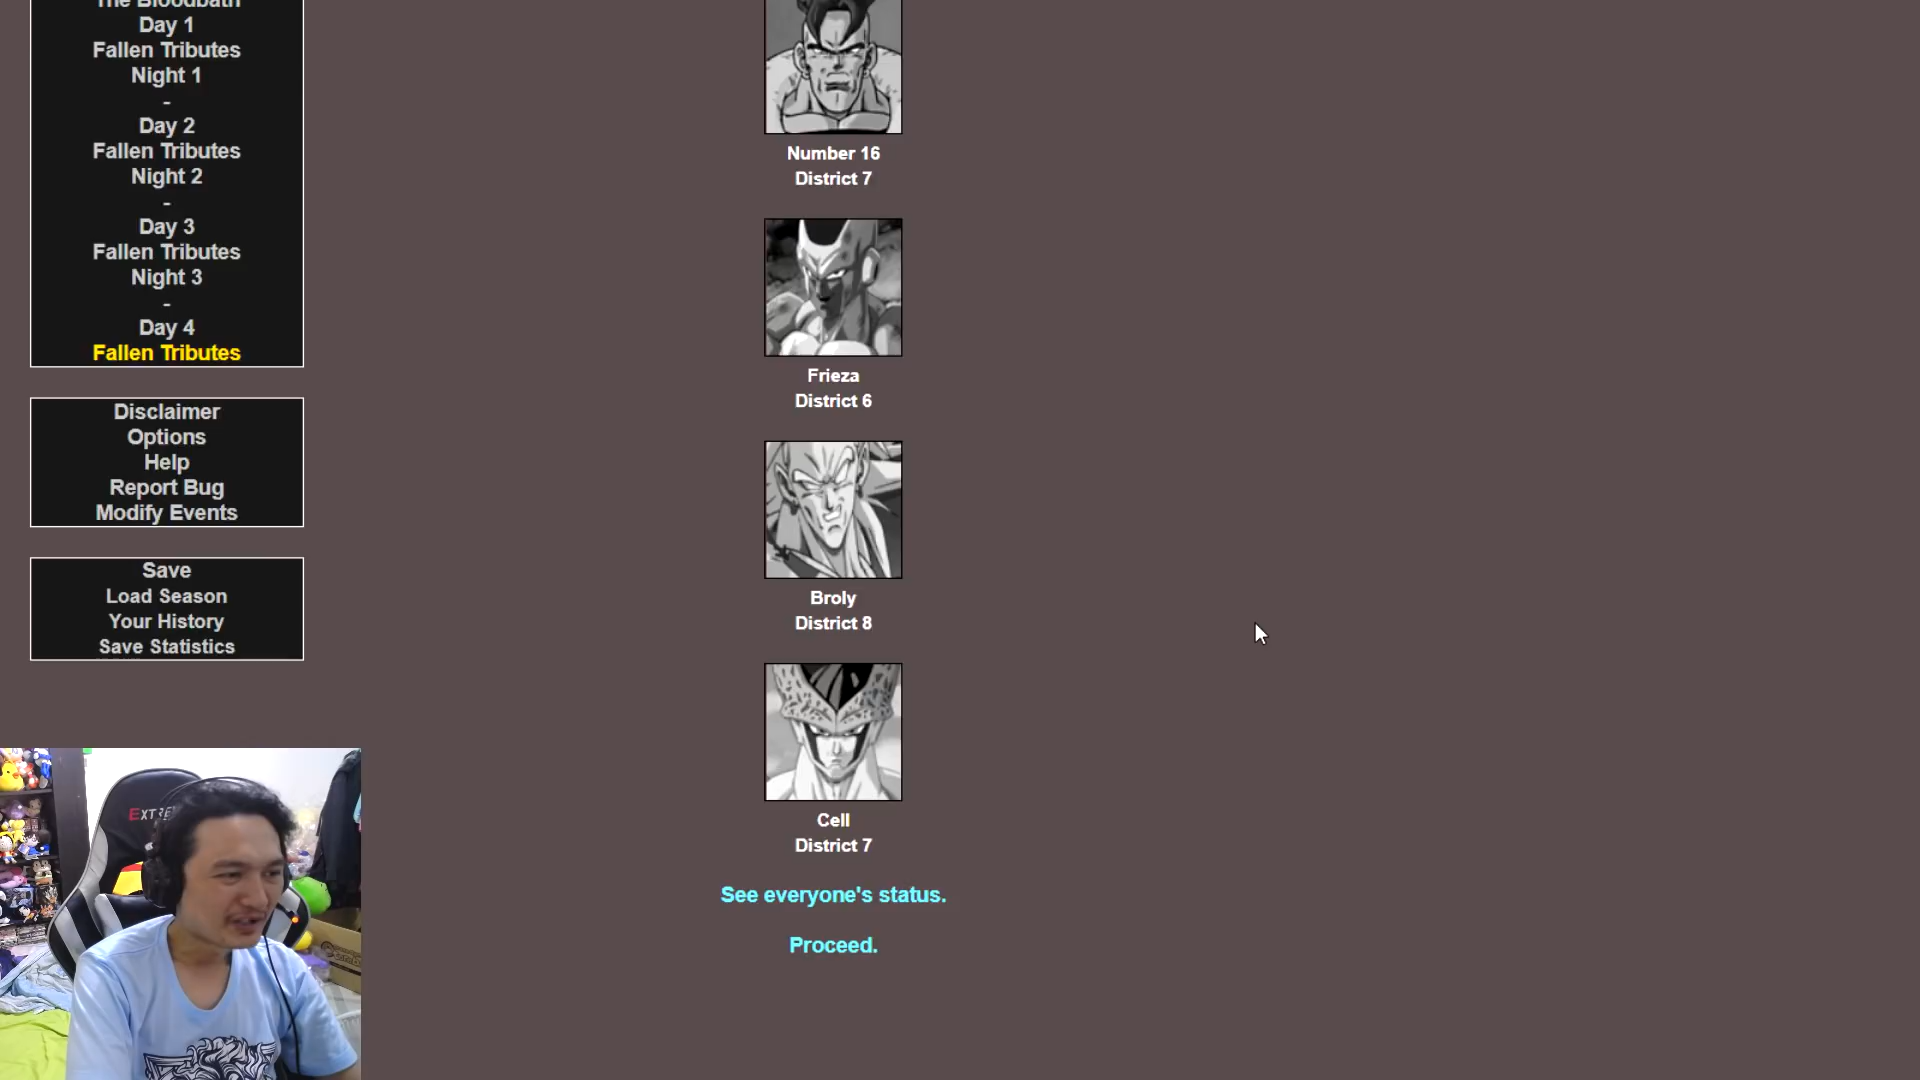 The Bloodbath
Day 1
Fallen Tributes
Night 1
-
Day 2
Fallen Tributes
Night 2
-
Day 3
Fallen Tributes
Night 3
-
Day 4
Fallen Tributes
Disclaimer
Options
Help
Report Bug
Modify Events
Save
Load Season
Your History
Save Statistics
Number 16
District 7
Frieza
District 6
Broly
District 8
Cell
District 7
See everyone's status.
Proceed.